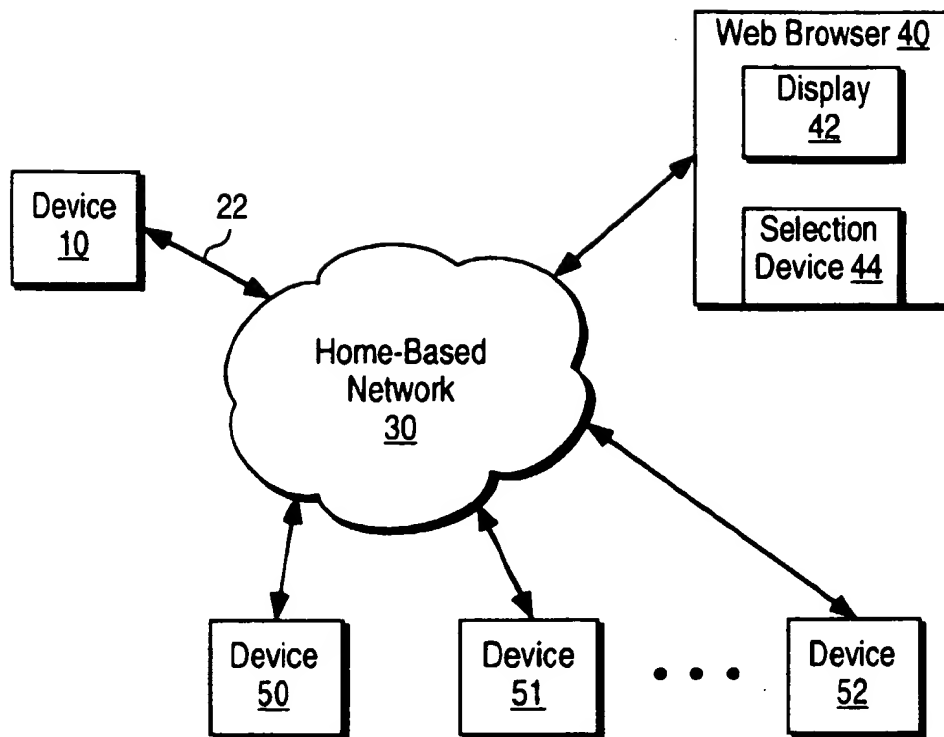 Web Browser 40
Display
42
Selection
Device 44
Device
10
22
Home-Based
Network
30
Device
50
Device
51
Device
52